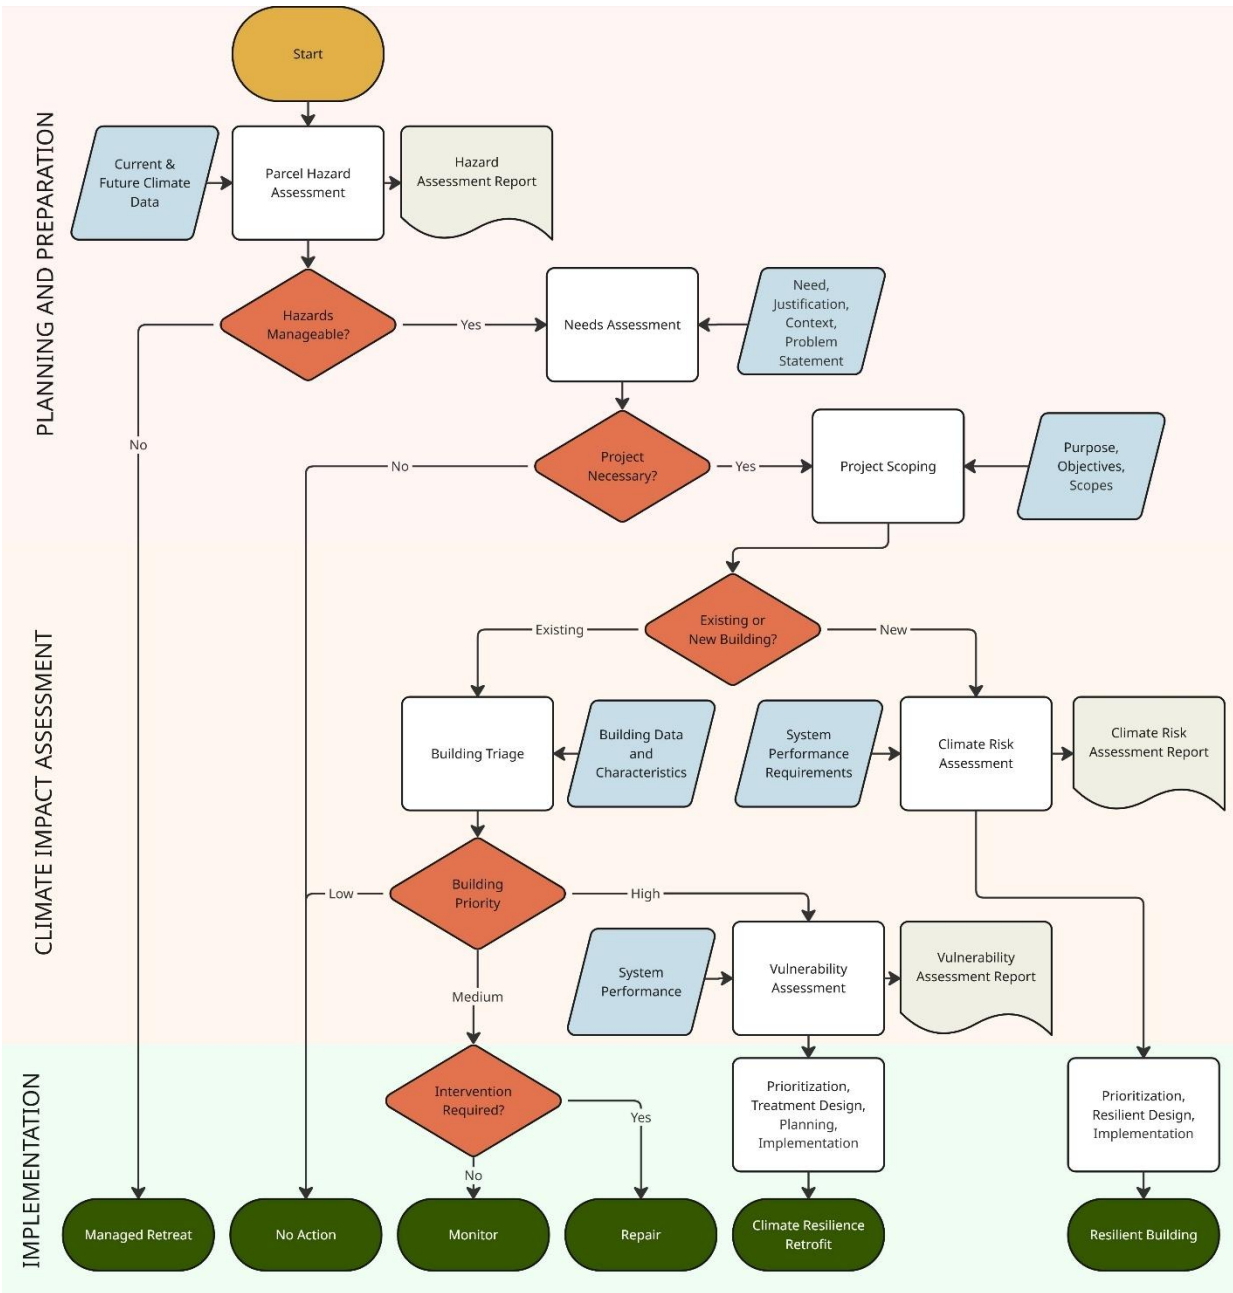 Start
PLANNING AND PREPARATION
Current &
Future Climate
Data
Parcel Hazard
Assessment
Hazard
Assessment Report
Hazards
Manageable?
Yes
Needs Assessment
Need,
Justification,
Context,
Problem
Statement
No
Project
Necessary?
No
Yes
Project Scoping
Purpose,
Objectives,
Scopes
CLIMATE IMPACT ASSESSMENT
Existing or
New Building?
Existing
New
Building Triage
Building Data
and
Characteristics
System
Performance
Requirements
Climate Risk
Assessment
Climate Risk
Assessment Report
Building
Priority
Low
High
Medium
System
Performance
Vulnerability
Assessment
Vulnerability
Assessment Report
IMPLEMENTATION
Intervention
Required?
Yes
No
Prioritization,
Treatment Design,
Planning,
Implementation
Prioritization,
Resilient Design,
Implementation
Managed Retreat
No Action
Monitor
Repair
Climate Resilience
Retrofit
Resilient Building